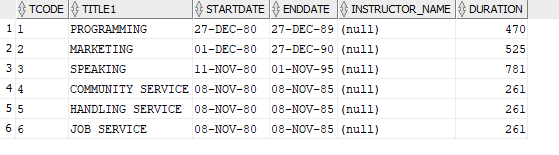 TCODE TITLE1 STARTDATE ENDDATE INSTRUCTOR_NAME DURATION
1 1 PROGRAMMING 27-DEC-80 27-DEC-89 (null) 470
2 2 MARKETING 01-DEC-80 27-DEC-90 (null) 525
3 3 SPEAKING 11-NOV-80 01-NOV-95 (null) 781
4 4 COMMUNITY SERVICE 08-NOV-80 08-NOV-85 (null) 261
5 5 HANDLING SERVICE 08-NOV-80 08-NOV-85 (null) 261
6 6 JOB SERVICE 08-NOV-80 08-NOV-85 (null) 261